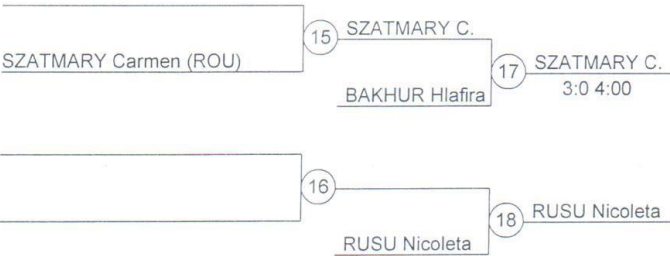 15
SZATMARY C.
SZATMARY Carmen (ROU)
17
SZATMARY C.
3:0 4:00
BAKHUR Hlafira
16
18
RUSU Nicoleta
RUSU Nicoleta